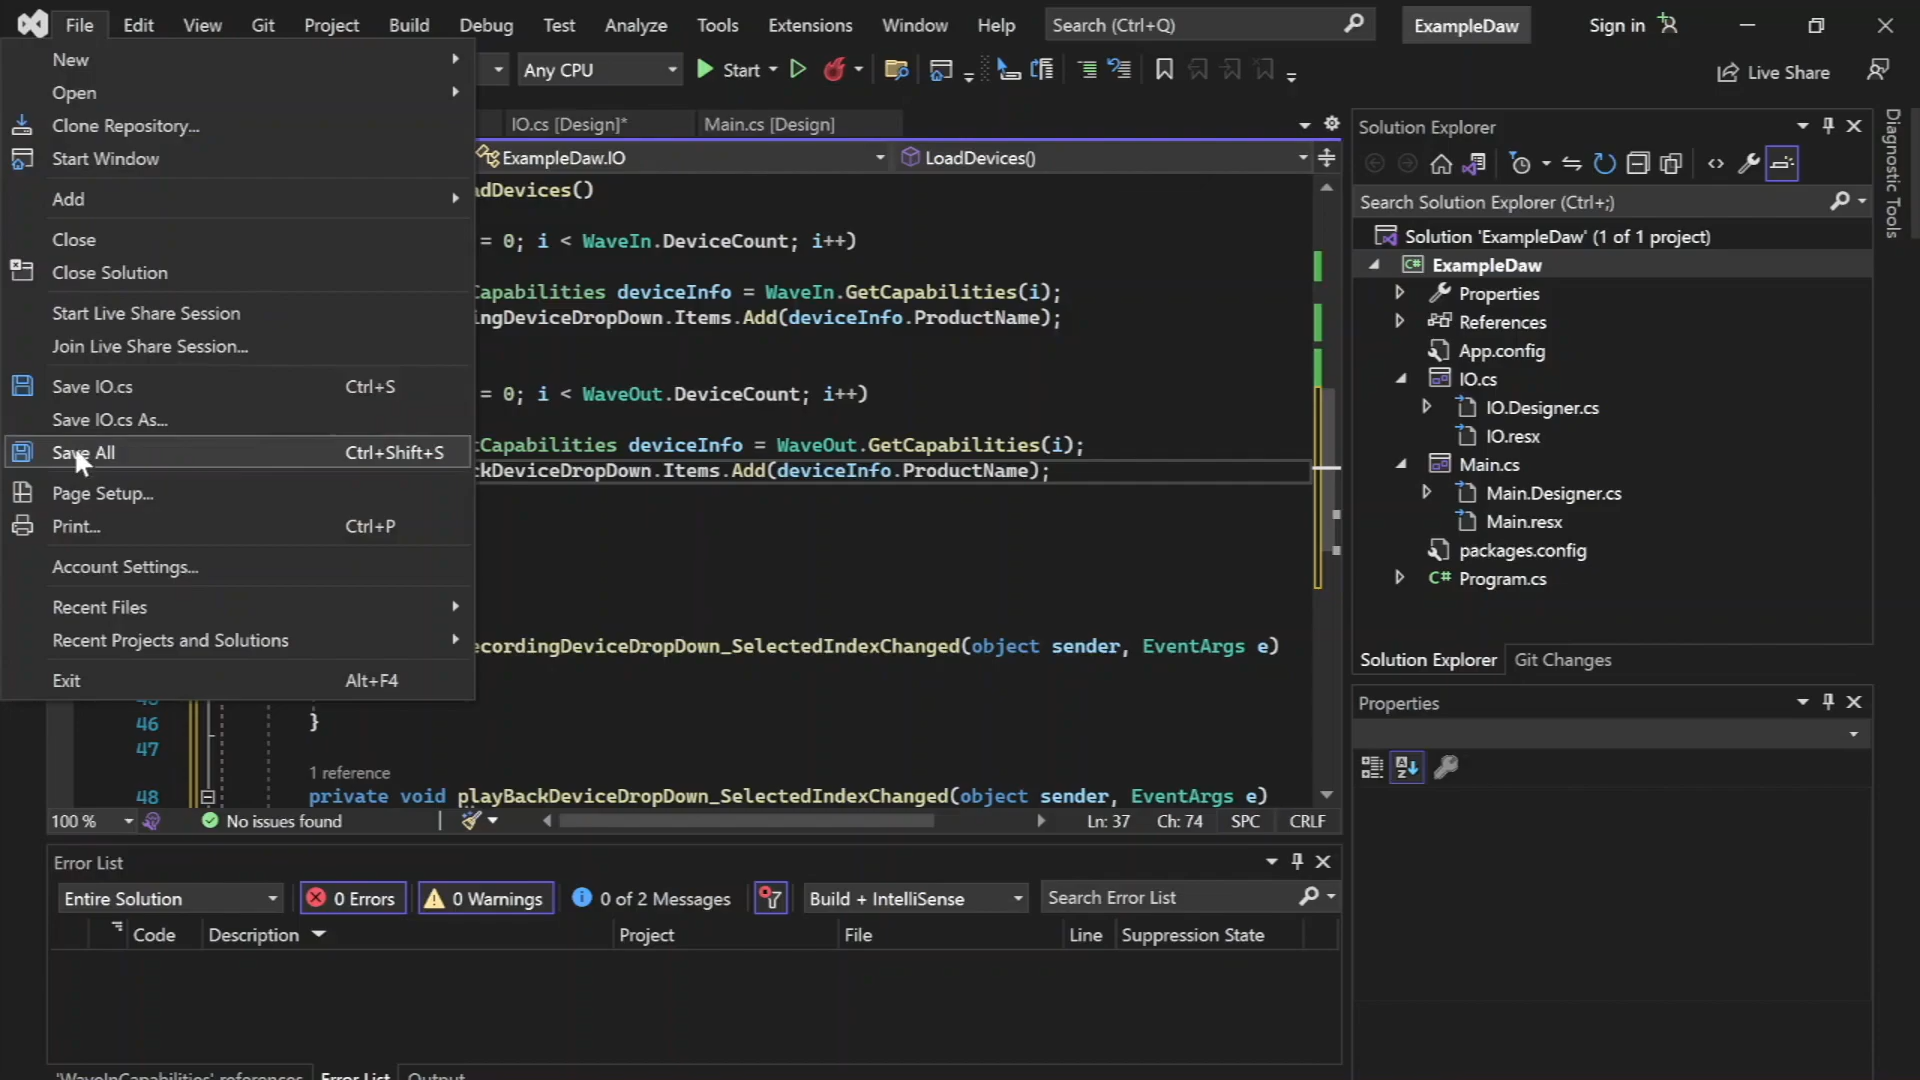 File Edit View Git Project Build Debug Test Analyze Tools Extensions Window Help Search (Ctrl+Q) ExampleDaw Sign in
New
Open
Clone Repository...
Start Window
Add
Close
Close Solution
Start Live Share Session
Join Live Share Session...
Save IO.cs Ctrl+S
Save IO.cs As...
Save All Ctrl+Shift+S
Page Setup...
Print... Ctrl+P
Account Settings...
Recent Files
Recent Projects and Solutions
Exit Alt+F4
Any CPU Start Live Share
IO.cs [Design]* Main.cs [Design]
ExampleDaw.IO LoadDevices()
adDevices()
= 0; i < WaveIn.DeviceCount; i++)
Capabilities deviceInfo = WaveIn.GetCapabilities(i);
ngDeviceDropDown.Items.Add(deviceInfo.ProductName);
= 0; i < WaveOut.DeviceCount; i++)
tCapabilities deviceInfo = WaveOut.GetCapabilities(i);
ckDeviceDropDown.Items.Add(deviceInfo.ProductName);
ecordingDeviceDropDown_SelectedIndexChanged(object sender, EventArgs e)
46 }
47
1 reference
48 private void playBackDeviceDropDown_SelectedIndexChanged(object sender, EventArgs e)
100 % No issues found Ln: 37 Ch: 74 SPC CRLF
Error List
Entire Solution 0 Errors 0 Warnings 0 of 2 Messages Build + IntelliSense Search Error List
Code Description Project File Line Suppression State
'WaveInCapabilities' references Error List Output
Solution Explorer
Search Solution Explorer (Ctrl+;)
Solution 'ExampleDaw' (1 of 1 project)
C# ExampleDaw
Properties
References
App.config
IO.cs
IO.Designer.cs
IO.resx
Main.cs
Main.Designer.cs
Main.resx
packages.config
C# Program.cs
Solution Explorer Git Changes
Properties
Diagnostic Tools